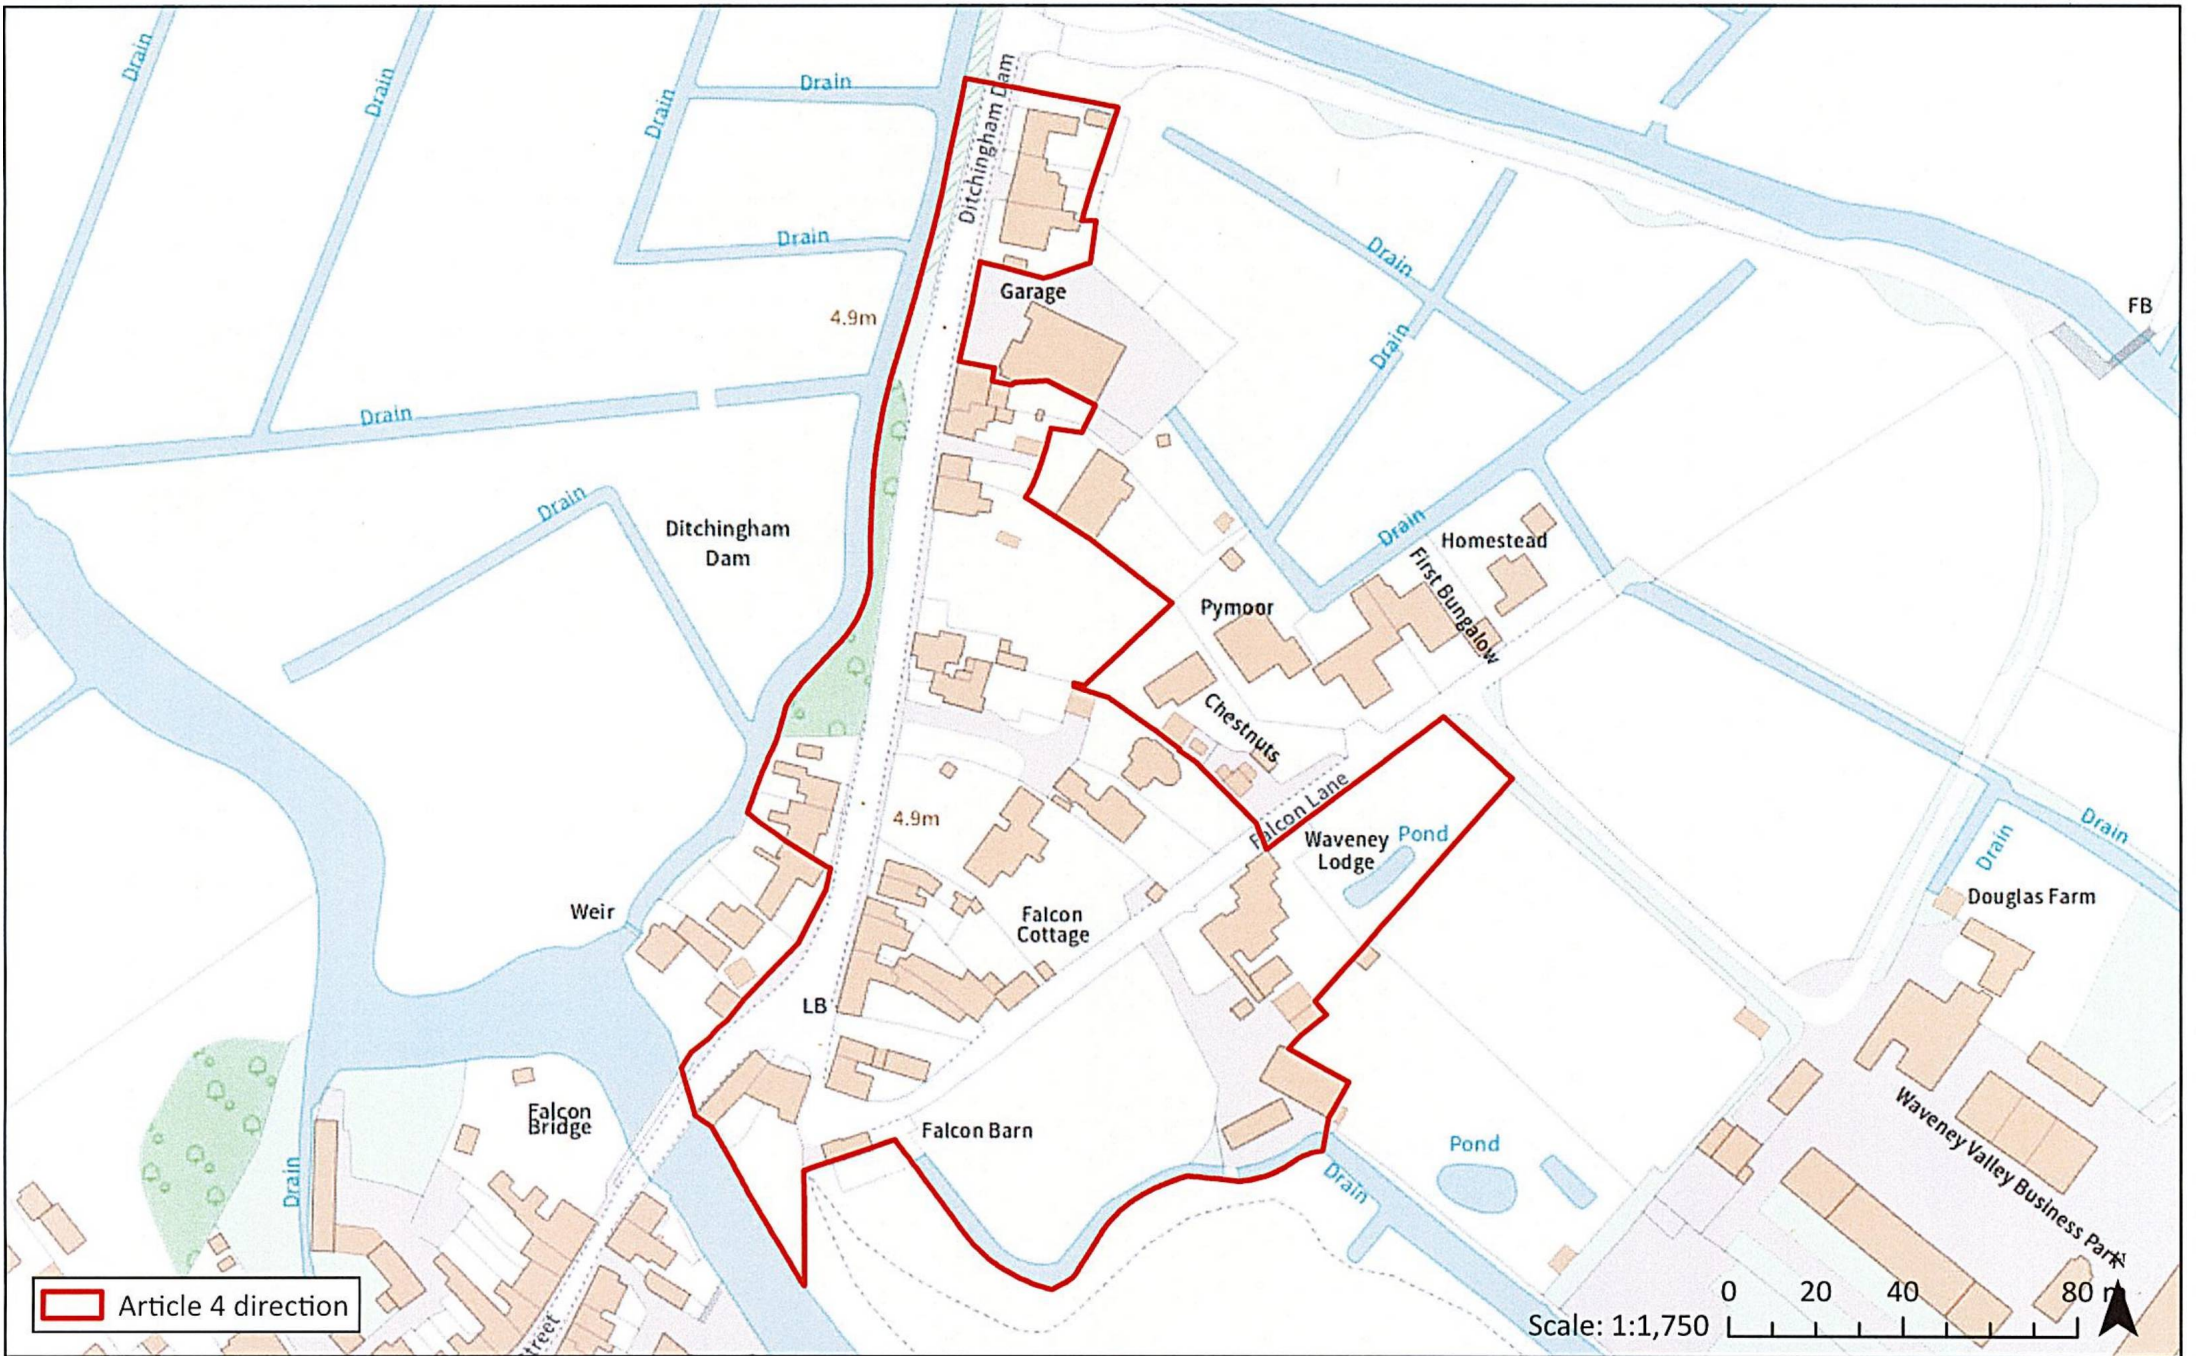 Drain
Drain
Drain
Drain
Ditchingham Dam
Drain
Drain
Garage
4.9m
Drain
Drain
FB
Drain
Drain
Ditchingham
Dam
Drain
Homestead
First Bungalow
Pymoor
Chestnuts
Falcon Lane
4.9m
Waveney
Lodge
Pond
Drain
Drain
Weir
Falcon
Cottage
Douglas Farm
LB
Falcon
Bridge
Falcon Barn
Drain
Drain
Pond
Waveney Valley Business Park
Article 4 direction
Scale: 1:1,750
0 20 40 80 m